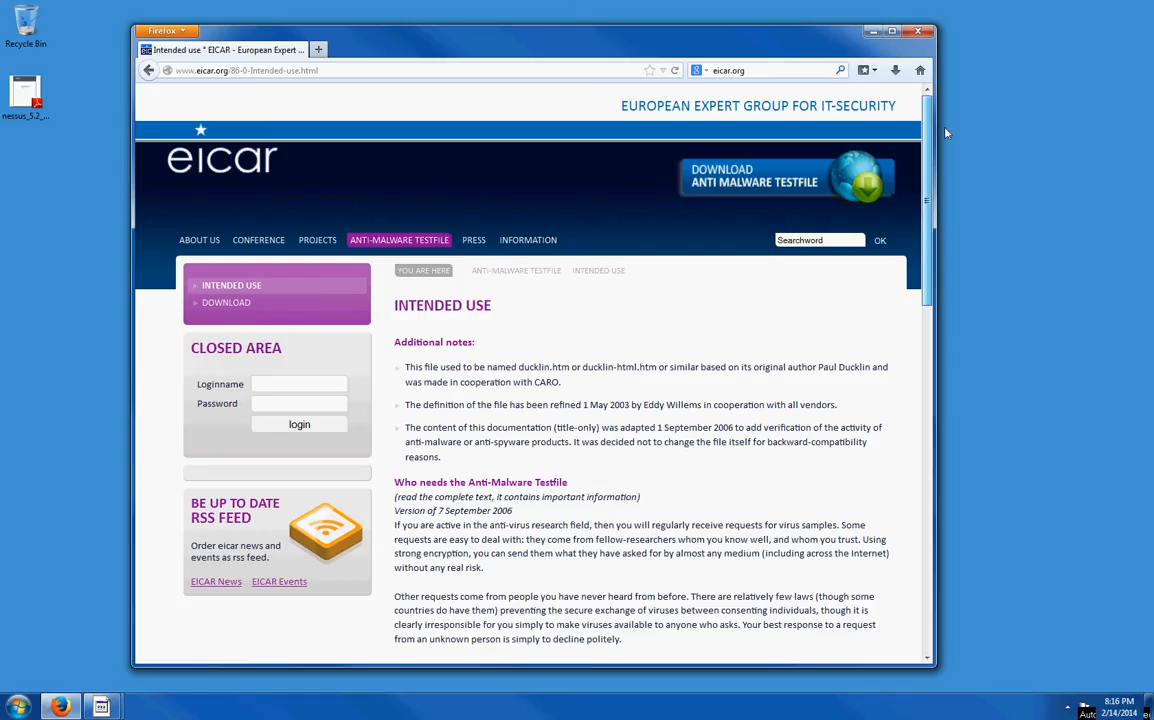 Recycle Bin
nessus_5.2_...
Firefox
Intended use * EICAR - European Expert ...
www.eicar.org/86-0-Intended-use.html
eicar.org
EUROPEAN EXPERT GROUP FOR IT-SECURITY
eicar
DOWNLOAD
ANTI MALWARE TESTFILE
ABOUT US CONFERENCE PROJECTS ANTI-MALWARE TESTFILE PRESS INFORMATION
Searchword OK
INTENDED USE
DOWNLOAD
CLOSED AREA
Loginname
Password
login
BE UP TO DATE
RSS FEED
Order eicar news and
events as rss feed.
EICAR News EICAR Events
YOU ARE HERE ANTI-MALWARE TESTFILE INTENDED USE
INTENDED USE
Additional notes:
This file used to be named ducklin.htm or ducklin-html.htm or similar based on its original author Paul Ducklin and
was made in cooperation with CARO.
The definition of the file has been refined 1 May 2003 by Eddy Willems in cooperation with all vendors.
The content of this documentation (title-only) was adapted 1 September 2006 to add verification of the activity of
anti-malware or anti-spyware products. It was decided not to change the file itself for backward-compatibility
reasons.
Who needs the Anti-Malware Testfile
(read the complete text, it contains important information)
Version of 7 September 2006
If you are active in the anti-virus research field, then you will regularly receive requests for virus samples. Some
requests are easy to deal with: they come from fellow-researchers whom you know well, and whom you trust. Using
strong encryption, you can send them what they have asked for by almost any medium (including across the Internet)
without any real risk.
Other requests come from people you have never heard from before. There are relatively few laws (though some
countries do have them) preventing the secure exchange of viruses between consenting individuals, though it is
clearly irresponsible for you simply to make viruses available to anyone who asks. Your best response to a request
from an unknown person is simply to decline politely.
8:16 PM
2/14/2014